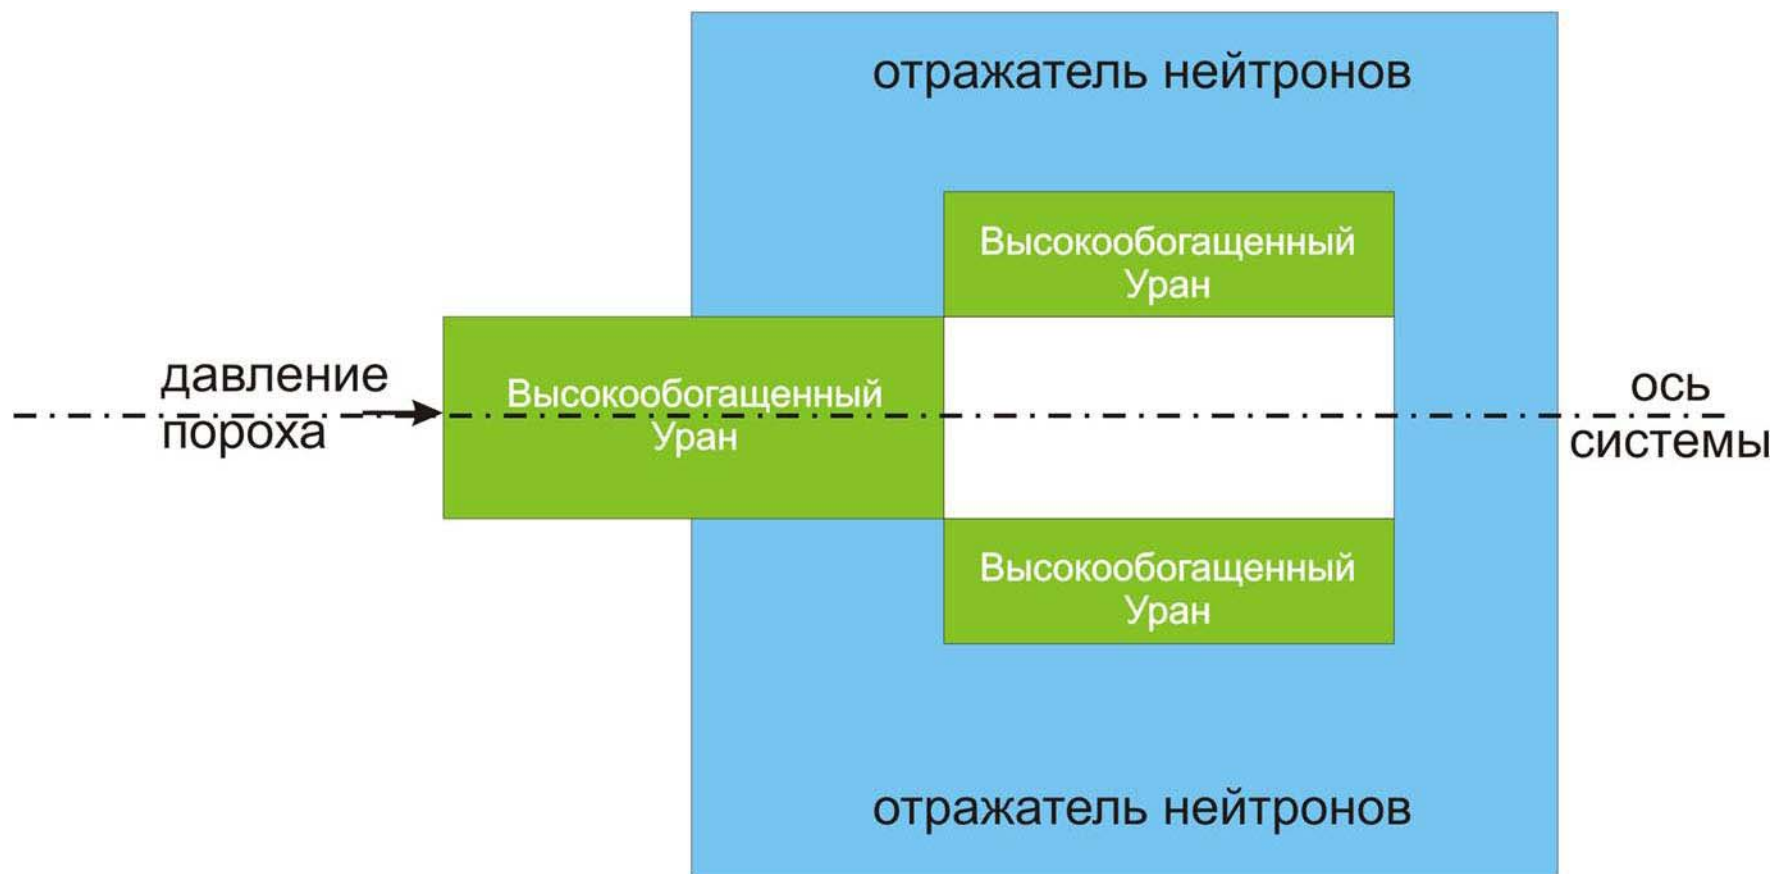 отражатель нейтронов
Высокообогащенный
Уран
давление
пороха
Высокообогащенный
Уран
ось
системы
Высокообогащенный
Уран
отражатель нейтронов